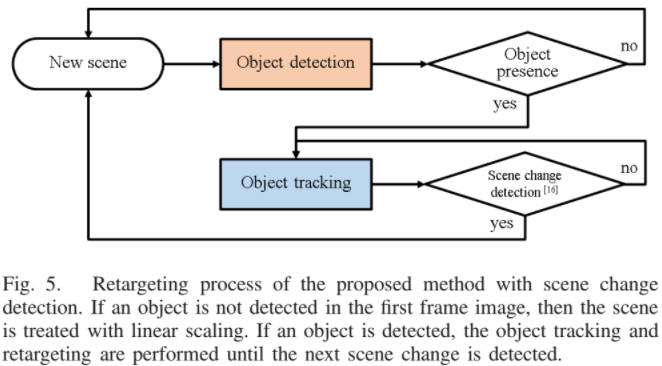 New scene
Object detection
Object
presence
no
yes
Object tracking
Scene change
detection [16]
no
yes
Fig. 5. Retargeting process of the proposed method with scene change
detection. If an object is not detected in the first frame image, then the scene
is treated with linear scaling. If an object is detected, the object tracking and
retargeting are performed until the next scene change is detected.